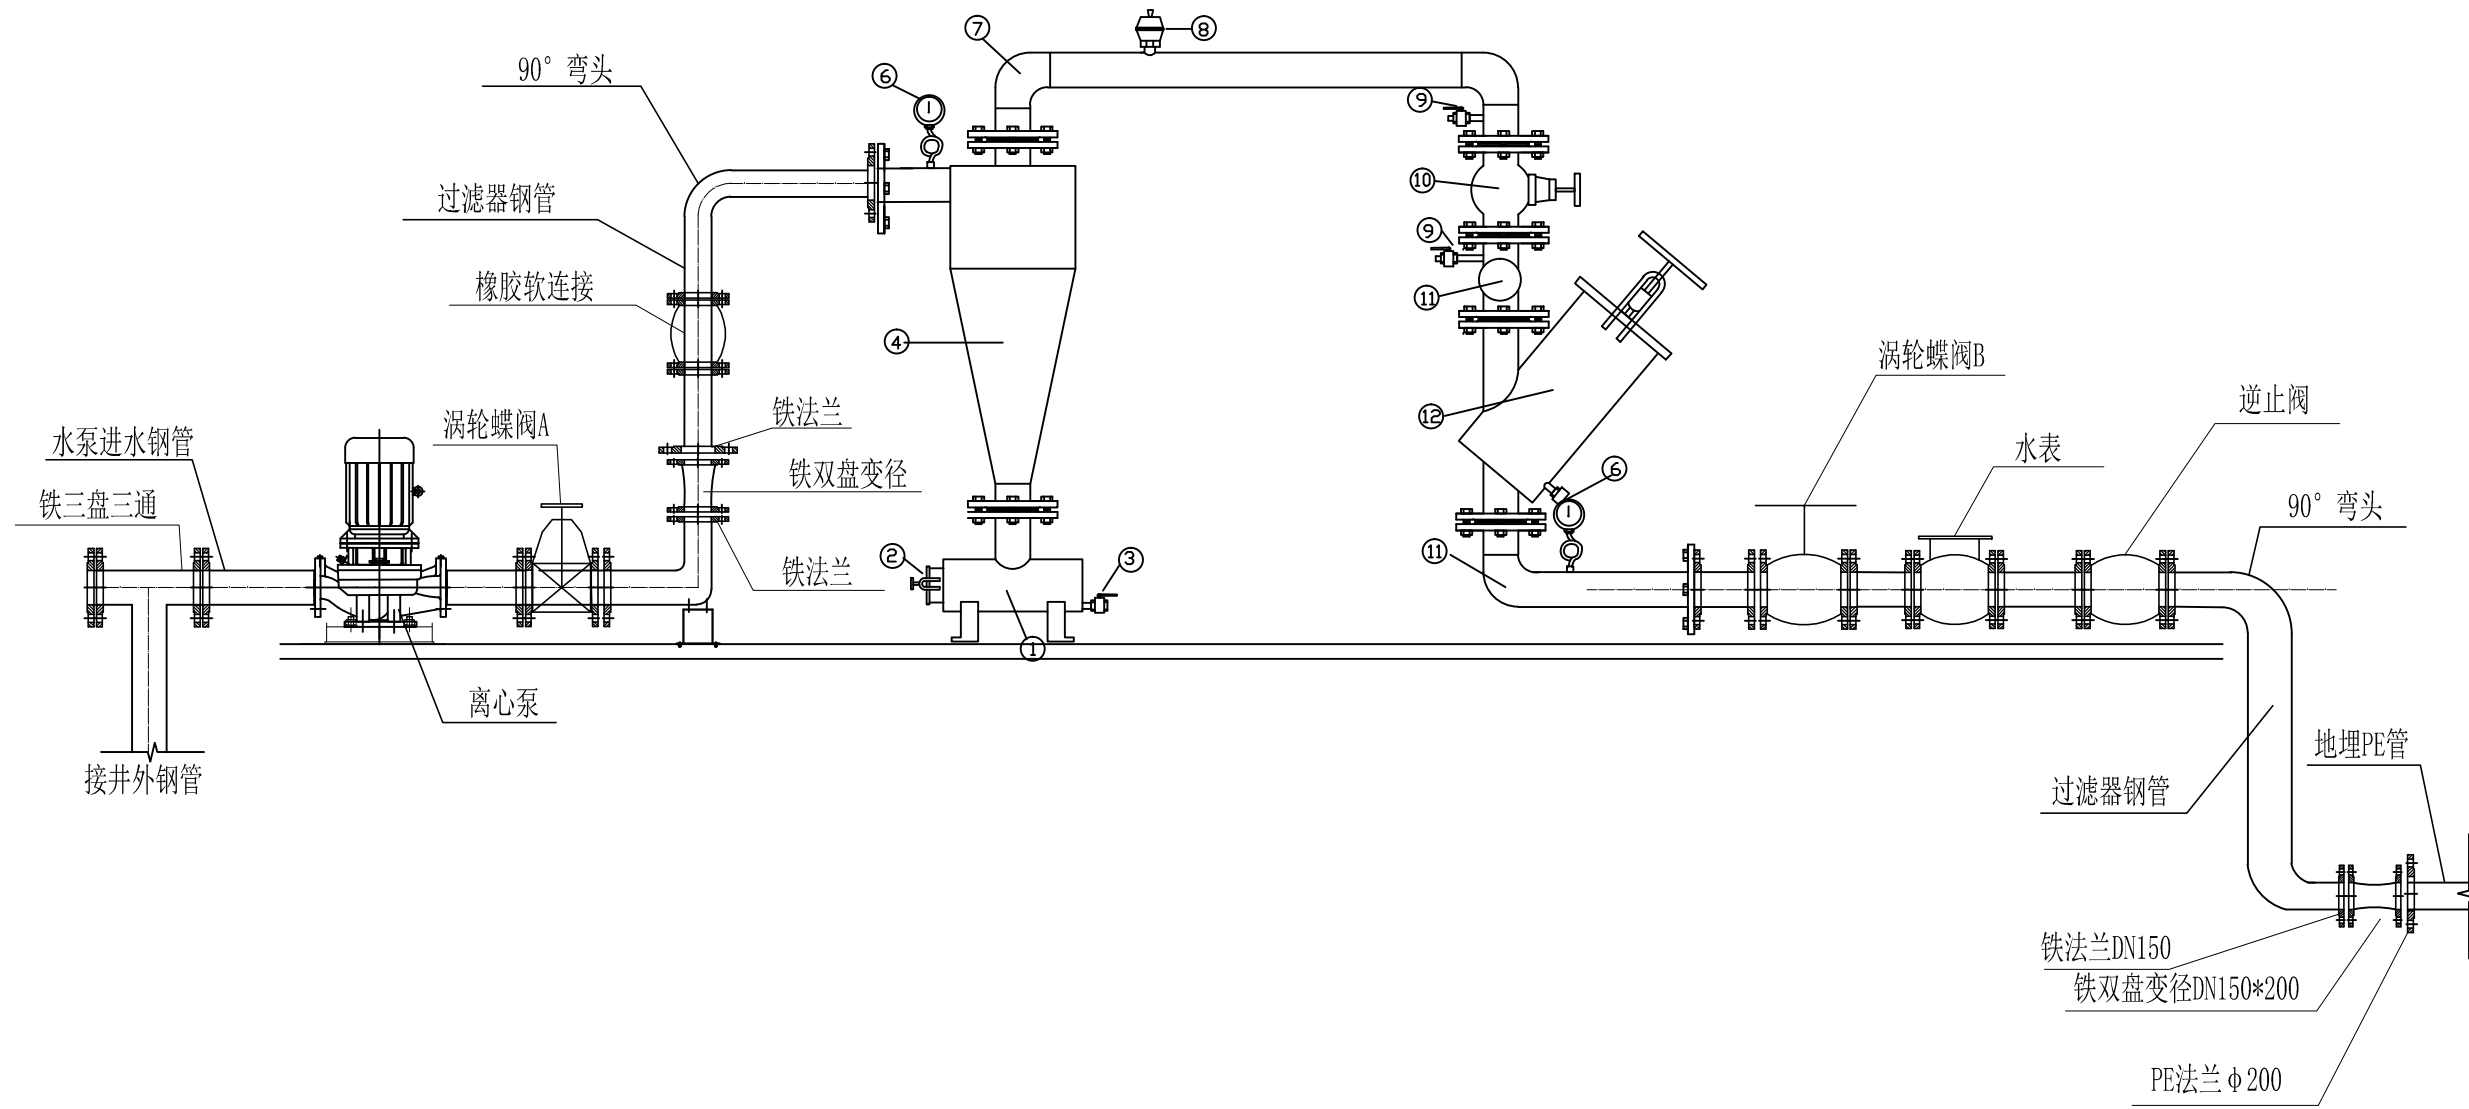 ⑦
⑧
90° 弯头
⑥
⑨
过滤器钢管
⑩
⑨
橡胶软连接
⑪
④
涡轮蝶阀B
逆止阀
铁法兰
⑫
涡轮蝶阀A
水泵进水钢管
水表
铁双盘变径
⑥
铁三盘三通
90° 弯头
②
③
⑪
铁法兰
①
离心泵
地埋PE管
接井外钢管
过滤器钢管
铁法兰DN150
铁双盘变径DN150*200
PE法兰ф200